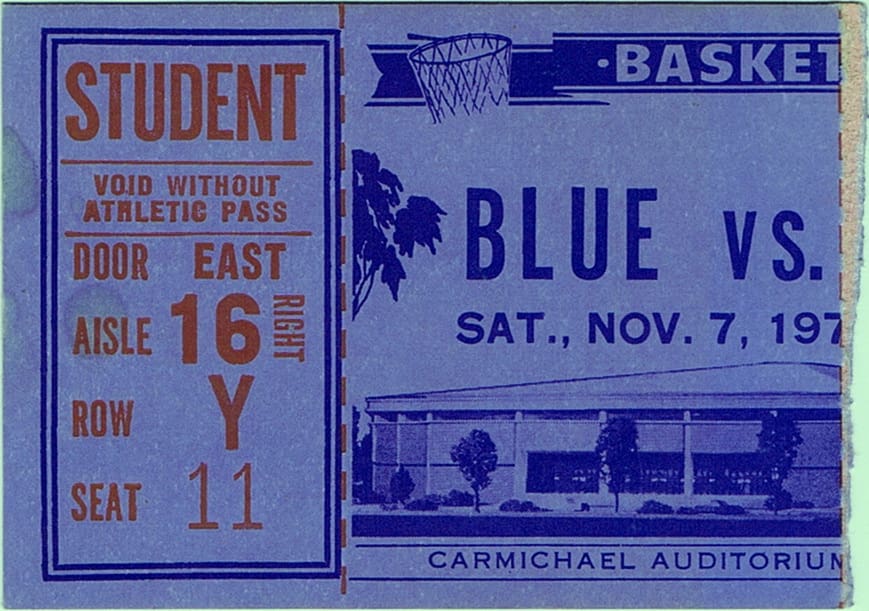 STUDENT
VOID WITHOUT
ATHLETIC PASS
DOOR EAST
AISLE 16 RIGHT
ROW Y
SEAT 11
·BASKET
BLUE VS.
SAT., NOV. 7, 197
CARMICHAEL AUDITORIUM